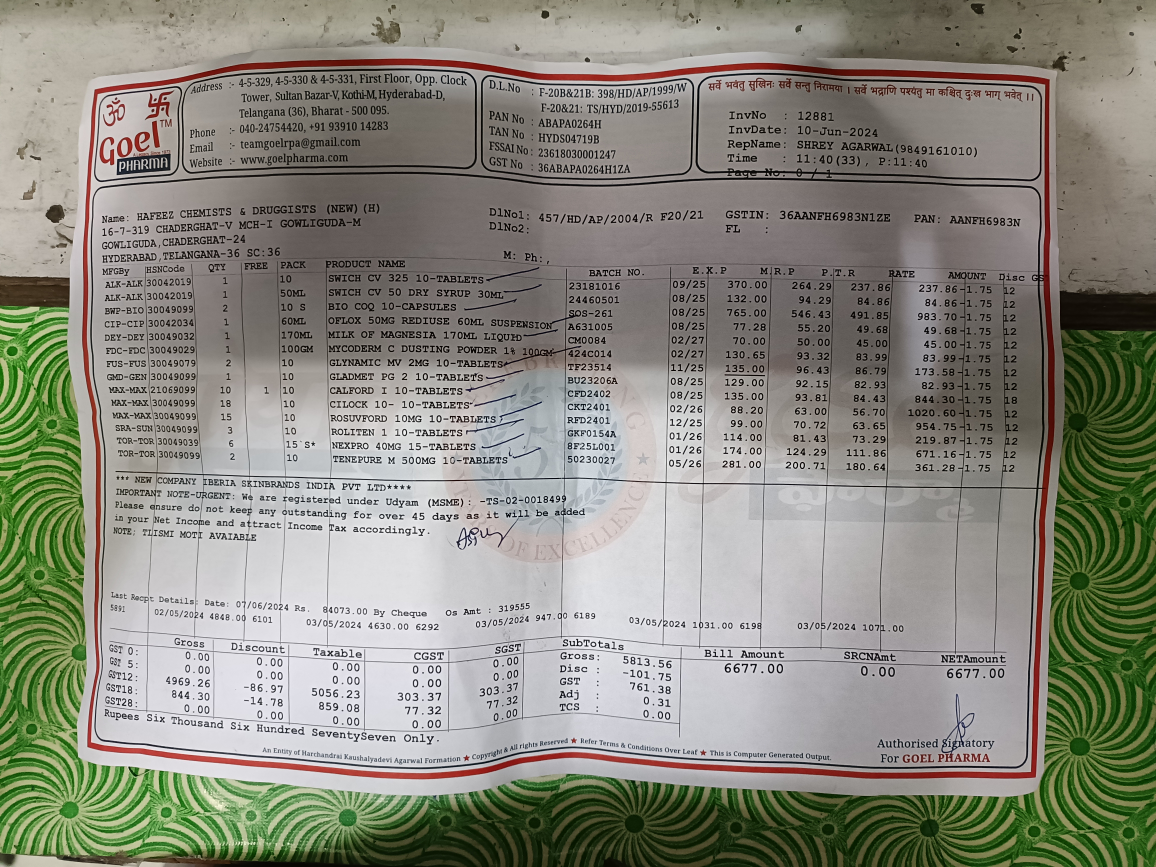 ॐ 卐
Goel TM
PHARMA
Address :- 4-5-329, 4-5-330 & 4-5-331, First Floor, Opp. Clock
Tower, Sultan Bazar-V, Kothi-M, Hyderabad-D,
Telangana (36), Bharat - 500 095.
Phone :- 040-24754420, +91 93910 14283
Email :- teamgoelrpa@gmail.com
Website :- www.goelpharma.com
D.L.No : F-20B&21B: 398/HD/AP/1999/W
F-20&21: TS/HYD/2019-55613
PAN No : ABAPA0264H
TAN No : HYDS04719B
FSSAI No : 23618030001247
GST No : 36ABAPA0264H1ZA
सर्वे भवंतु सुखिनः सर्वे सन्तु निरामया । सर्वे भद्राणि पश्यंतु मा कश्चित् दुःख भाग् भवेत् ।।
InvNo : 12881
InvDate: 10-Jun-2024
RepName: SHREY AGARWAL(9849161010)
Time : 11:40(33), P:11:40
Page No: 0 / 1
Name: HAFEEZ CHEMISTS & DRUGGISTS (NEW)(H)
16-7-319 CHADERGHAT-V MCH-I GOWLIGUDA-M
GOWLIGUDA,CHADERGHAT-24
HYDERABAD,TELANGANA-36 SC:36
M: Ph:,
DlNo1: 457/HD/AP/2004/R F20/21
DlNo2:
GSTIN: 36AANFH6983N1ZE PAN: AANFH6983N
FL :
MFGBy HSNCode QTY FREE PACK PRODUCT NAME BATCH NO. E.X.P M.R.P P.T.R RATE AMOUNT Disc GS
ALK-ALK 30042019 1 10 SWICH CV 325 10-TABLETS 23181016 09/25 370.00 264.29 237.86 237.86 -1.75 12
ALK-ALK 30042019 1 50ML SWICH CV 50 DRY SYRUP 30ML 24460501 08/25 132.00 94.29 84.86 84.86 -1.75 12
BWP-BIO 30049099 2 10 S BIO COQ 10-CAPSULES SOS-261 08/25 765.00 546.43 491.85 983.70 -1.75 12
CIP-CIP 30042034 1 60ML OFLOX 50MG REDIUSE 60ML SUSPENSION A631005 08/25 77.28 55.20 49.68 49.68 -1.75 12
DEY-DEY 30049032 1 170ML MILK OF MAGNESIA 170ML LIQUID CM0084 02/27 70.00 50.00 45.00 45.00 -1.75 12
FDC-FDC 30049029 1 100GM MYCODERM C DUSTING POWDER 1% 100GM 424C014 02/27 130.65 93.32 83.99 83.99 -1.75 12
FUS-FUS 30049079 2 10 GLYNAMIC MV 2MG 10-TABLETS TF23514 11/25 135.00 96.43 86.79 173.58 -1.75 12
GMD-GEN 30049099 1 10 GLADMET PG 2 10-TABLETS BU23206A 08/25 129.00 92.15 82.93 82.93 -1.75 12
MAX-MAX 21069099 10 1 10 CALFORD I 10-TABLETS CFD2402 08/25 135.00 93.81 84.43 844.30 -1.75 18
MAX-MAX 30049099 18 10 CILOCK 10- 10-TABLETS CKT2401 02/26 88.20 63.00 56.70 1020.60 -1.75 12
MAX-MAX 30049099 15 10 ROSUVFORD 10MG 10-TABLETS RFD2401 12/25 99.00 70.72 63.65 954.75 -1.75 12
SRA-SUN 30049099 3 10 ROLITEN 1 10-TABLETS GKF0154A 01/26 114.00 81.43 73.29 219.87 -1.75 12
TOR-TOR 30049039 6 15`S* NEXPRO 40MG 15-TABLETS 8F25L001 01/26 174.00 124.29 111.86 671.16 -1.75 12
TOR-TOR 30049099 2 10 TENEPURE M 500MG 10-TABLETS 50230027 05/26 281.00 200.71 180.64 361.28 -1.75 12
*** NEW COMPANY IBERIA SKINBRANDS INDIA PVT LTD****
IMPORTANT NOTE-URGENT: We are registered under Udyam (MSME): -TS-02-0018499
Please ensure do not keep any outstanding for over 45 days as it will be added
in your Net Income and attract Income Tax accordingly.
NOTE: TLISMI MOTI AVAIABLE
OF EXCELLENCE
Last Recpt Details: Date: 07/06/2024 Rs. 84073.00 By Cheque Os Amt : 319555
5891 02/05/2024 4848.00 6101 03/05/2024 4630.00 6292 03/05/2024 947.00 6189 03/05/2024 1031.00 6198 03/05/2024 1071.00
Gross Discount Taxable CGST SGST
GST 0: 0.00 0.00 0.00 0.00 0.00
GST 5: 0.00 0.00 0.00 0.00 0.00
GST12: 4969.26 -86.97 5056.23 303.37 303.37
GST18: 844.30 -14.78 859.08 77.32 77.32
GST28: 0.00 0.00 0.00 0.00 0.00
SubTotals
Gross: 5813.56
Disc : -101.75
GST : 761.38
Adj : 0.31
TCS : 0.00
Bill Amount SRCNAmt NETAmount
6677.00 0.00 6677.00
Rupees Six Thousand Six Hundred SeventySeven Only.
Authorised Signatory
For GOEL PHARMA
An Entity of Harchandrai Kaushalyadevi Agarwal Formation ★ Copyright & All rights Reserved ★ Refer Terms & Conditions Over Leaf ★ This is Computer Generated Output.